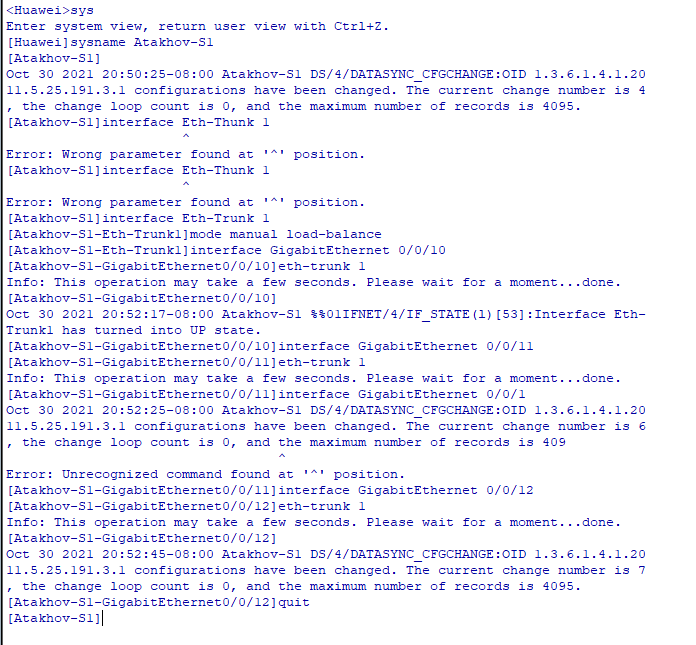 <Huawei>sys
Enter system view, return user view with Ctrl+Z.
[Huawei]sysname Atakhov-S1
[Atakhov-S1]
Oct 30 2021 20:50:25-08:00 Atakhov-S1 DS/4/DATASYNC_CFGCHANGE:OID 1.3.6.1.4.1.20
11.5.25.191.3.1 configurations have been changed. The current change number is 4
, the change loop count is 0, and the maximum number of records is 4095.
[Atakhov-S1]interface Eth-Thunk 1
^
Error: Wrong parameter found at '^' position.
[Atakhov-S1]interface Eth-Thunk 1
^
Error: Wrong parameter found at '^' position.
[Atakhov-S1]interface Eth-Trunk 1
[Atakhov-S1-Eth-Trunk1]mode manual load-balance
[Atakhov-S1-Eth-Trunk1]interface GigabitEthernet 0/0/10
[Atakhov-S1-GigabitEthernet0/0/10]eth-trunk 1
Info: This operation may take a few seconds. Please wait for a moment...done.
[Atakhov-S1-GigabitEthernet0/0/10]
Oct 30 2021 20:52:17-08:00 Atakhov-S1 %%01IFNET/4/IF_STATE(l)[53]:Interface Eth-
Trunk1 has turned into UP state.
[Atakhov-S1-GigabitEthernet0/0/10]interface GigabitEthernet 0/0/11
[Atakhov-S1-GigabitEthernet0/0/11]eth-trunk 1
Info: This operation may take a few seconds. Please wait for a moment...done.
[Atakhov-S1-GigabitEthernet0/0/11]interface GigabitEthernet 0/0/1
Oct 30 2021 20:52:25-08:00 Atakhov-S1 DS/4/DATASYNC_CFGCHANGE:OID 1.3.6.1.4.1.20
11.5.25.191.3.1 configurations have been changed. The current change number is 6
, the change loop count is 0, and the maximum number of records is 409
^
Error: Unrecognized command found at '^' position.
[Atakhov-S1-GigabitEthernet0/0/11]interface GigabitEthernet 0/0/12
[Atakhov-S1-GigabitEthernet0/0/12]eth-trunk 1
Info: This operation may take a few seconds. Please wait for a moment...done.
[Atakhov-S1-GigabitEthernet0/0/12]
Oct 30 2021 20:52:45-08:00 Atakhov-S1 DS/4/DATASYNC_CFGCHANGE:OID 1.3.6.1.4.1.20
11.5.25.191.3.1 configurations have been changed. The current change number is 7
, the change loop count is 0, and the maximum number of records is 4095.
[Atakhov-S1-GigabitEthernet0/0/12]quit
[Atakhov-S1]